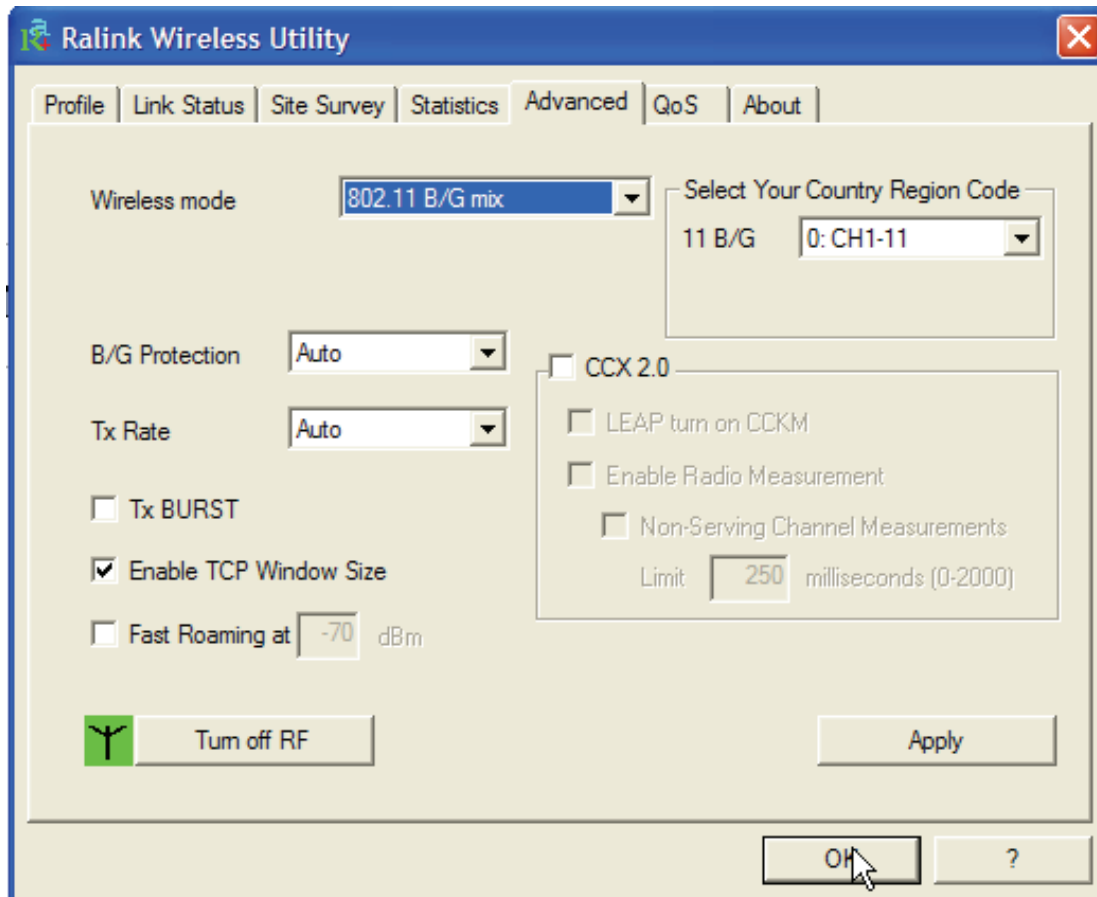 Ralink Wireless Utility
Profile Link Status Site Survey Statistics Advanced QoS About
Wireless mode 802.11 B/G mix
Select Your Country Region Code
11 B/G 0: CH1-11
B/G Protection Auto
Tx Rate Auto
Tx BURST
Enable TCP Window Size
Fast Roaming at -70 dBm
CCX 2.0
LEAP turn on CCKM
Enable Radio Measurement
Non-Serving Channel Measurements
Limit 250 milliseconds (0-2000)
Turn off RF
Apply
OK ?